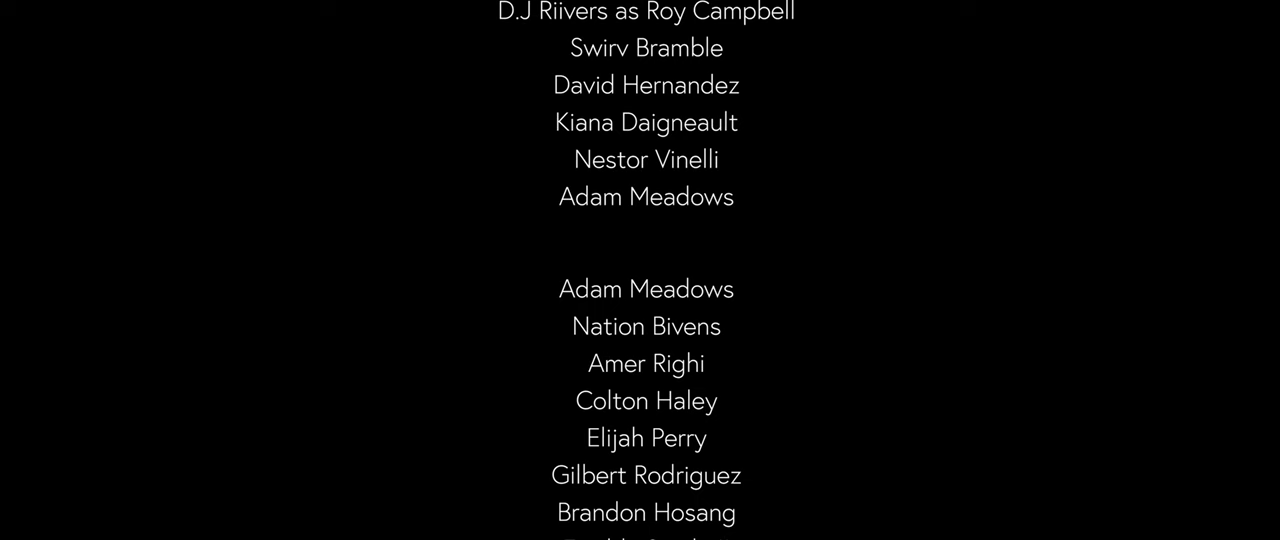 D.J Riivers as Roy Campbell
Swirv Bramble
David Hernandez
Kiana Daigneault
Nestor Vinelli
Adam Meadows
Adam Meadows
Nation Bivens
Amer Righi
Colton Haley
Elijah Perry
Gilbert Rodriguez
Brandon Hosang